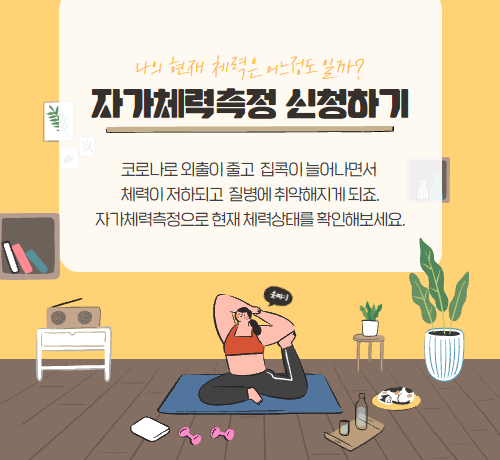 나의 현재 체력은 어느정도 일까?
자가체력측정 신청하기
코로나로 외출이 줄고 집콕이 늘어나면서
체력이 저하되고 질병에 취약해지게 되죠.
자가체력측정으로 현재 체력상태를 확인해보세요.